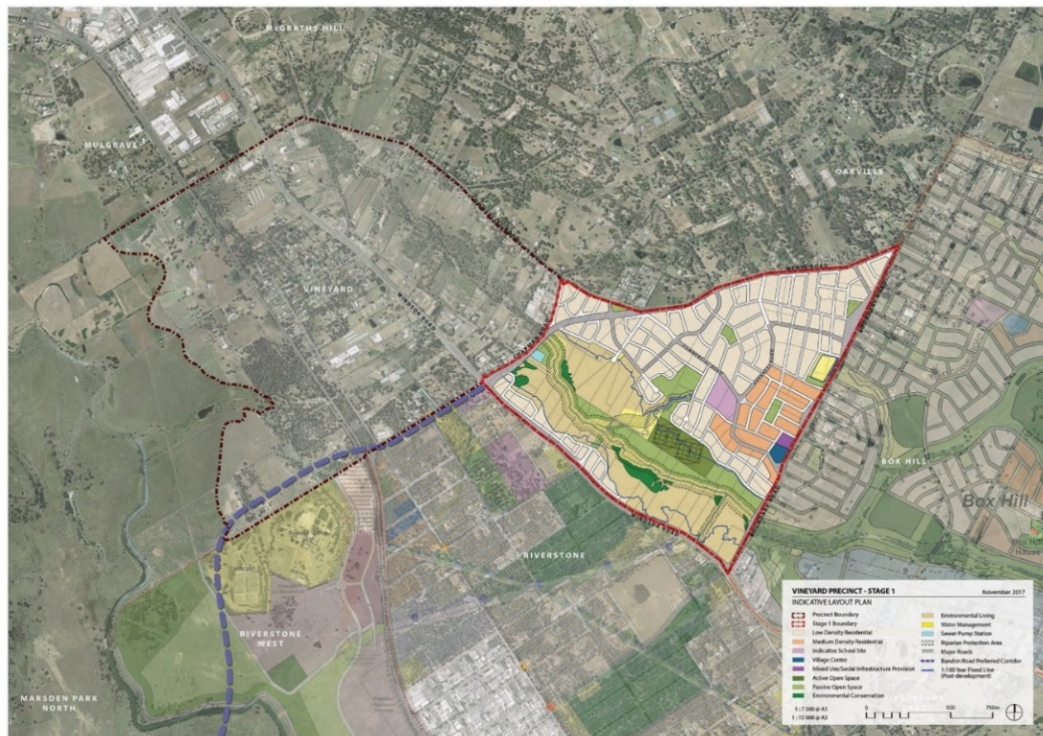 McGRATHS HILL
MULGRAVE
OAKVILLE
VINEYARD
BOX HILL
Box Hill
House
RIVERSTONE
RIVERSTONE
WEST
MARSDEN PARK
NORTH
WINDSOR ROAD
VINEYARD PRECINCT - STAGE 1
November 2017
INDICATIVE LAYOUT PLAN
Precinct Boundary
Stage 1 Boundary
Low Density Residential
Medium Density Residential
Indicative School Site
Village Centre
Mixed Use/Social Infrastructure Provision
Active Open Space
Passive Open Space
Environmental Conservation
Environmental Living
Water Management
Sewer Pump Station
Riparian Protection Area
Major Roads
Bandon Road Preferred Corridor
1:100 Year Flood Line
(Post-development)
1 : 7 500 @ A1
1 : 15 000 @ A3
0
500
750m